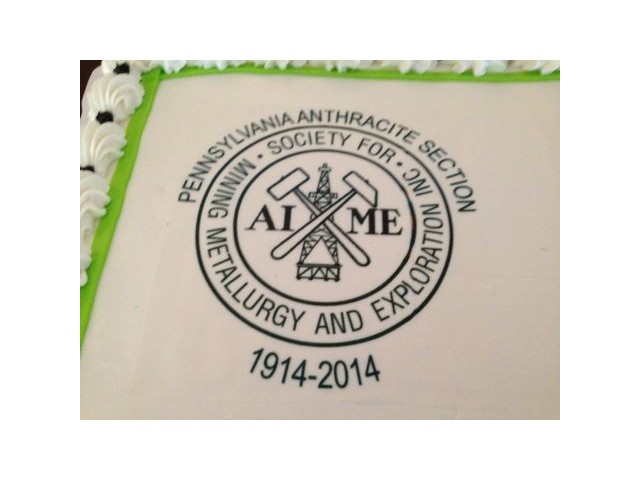 PENNSYLVANIA ANTHRACITE SECTION
• SOCIETY FOR •
MINING METALLURGY AND EXPLORATION INC
AI ME
1914-2014